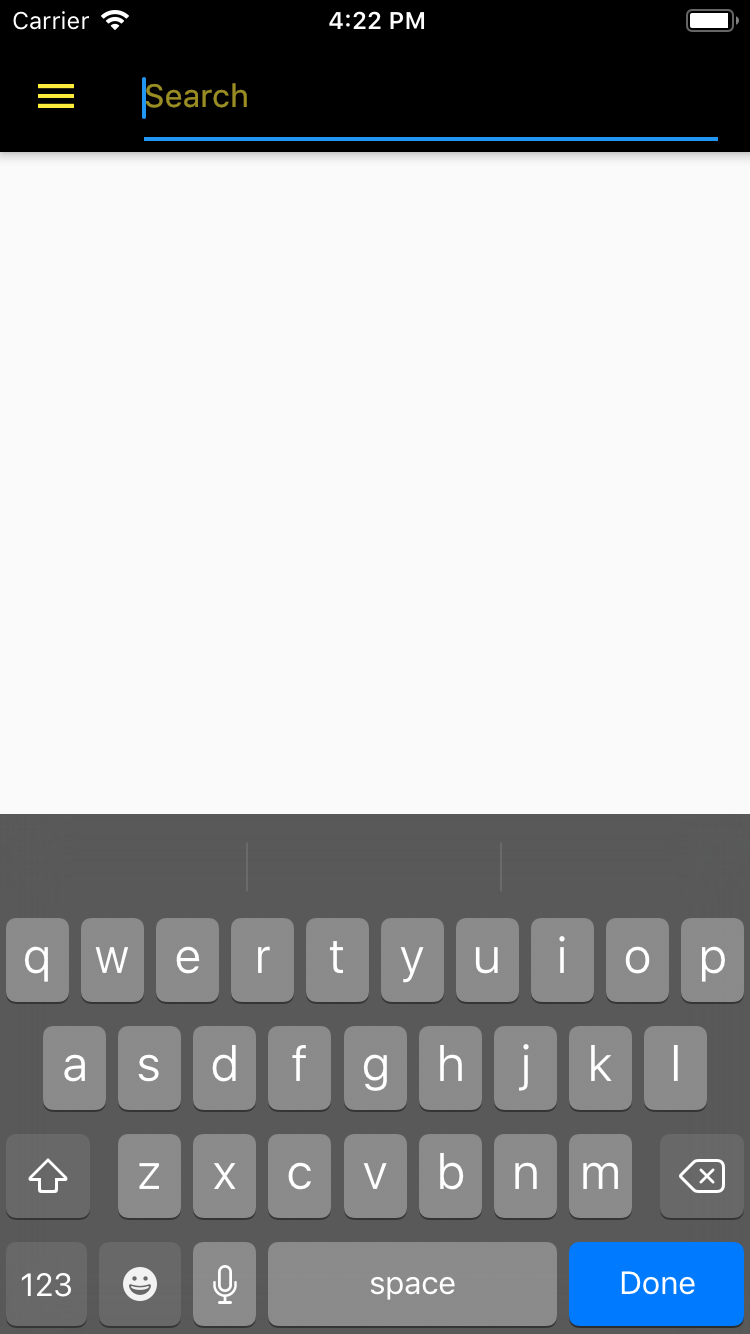 Carrier 4:22 PM
Search
q w e r t y u i o p
a s d f g h j k l
z x c v b n m
123 space Done